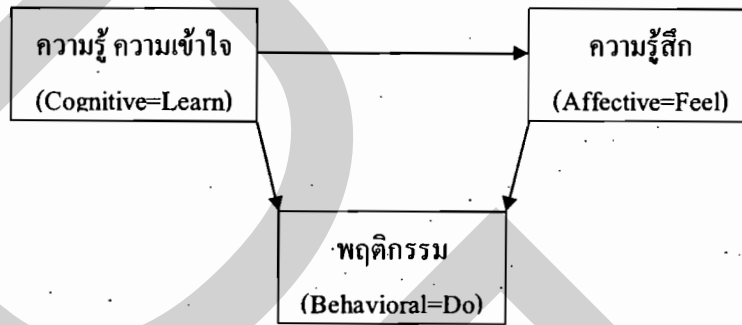 ความรู้ ความเข้าใจ
(Cognitive=Learn)
ความรู้สึก
(Affective=Feel)
พฤติกรรม
(Behavioral=Do)